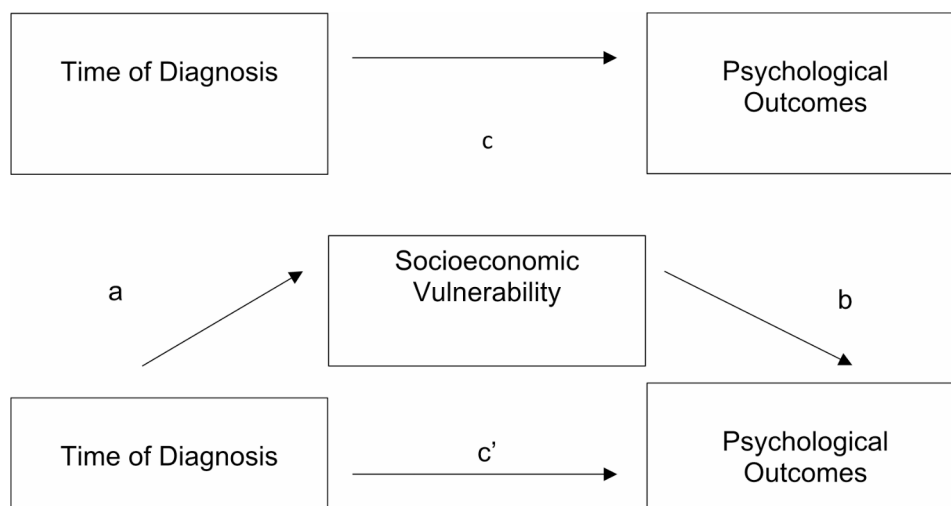 Time of Diagnosis
Psychological
Outcomes
c
Socioeconomic
Vulnerability
a
b
Time of Diagnosis
c’
Psychological
Outcomes